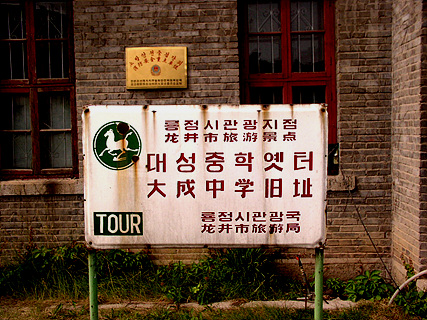 룡정시관광지점
龙井市旅游景点
대성중학옛터
大成中学旧址
TOUR
룡정시관광국
龙井市旅游局